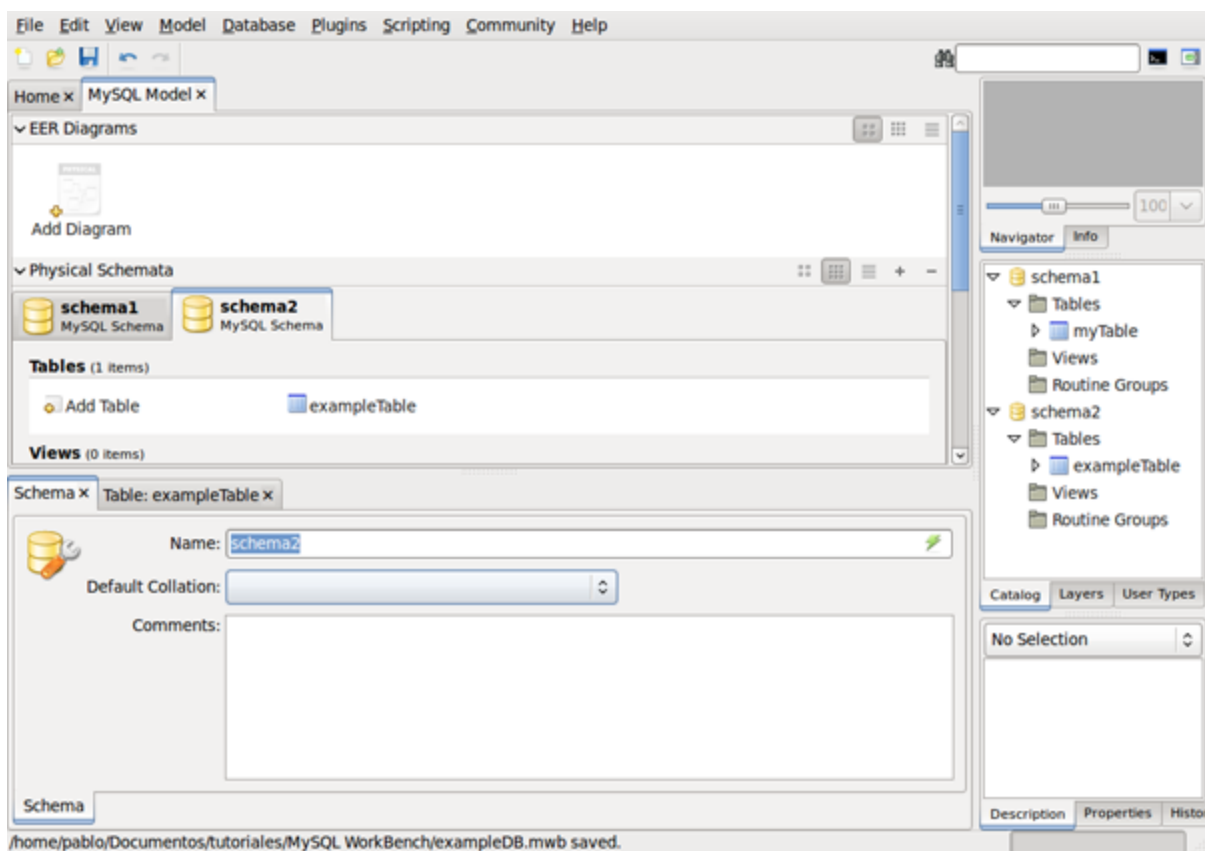 File Edit View Model Database Plugins Scripting Community Help
Home x MySQL Model x
EER Diagrams
Add Diagram
100
Navigator Info
Physical Schemata
schema1
MySQL Schema
schema2
MySQL Schema
Tables (1 items)
Add Table exampleTable
Views (0 items)
schema1
Tables
myTable
Views
Routine Groups
schema2
Tables
exampleTable
Views
Routine Groups
Catalog Layers User Types
Schema x Table: exampleTable x
Name: schema2
Default Collation:
Comments:
Schema
No Selection
Description Properties Histo
/home/pablo/Documentos/tutoriales/MySQL WorkBench/exampleDB.mwb saved.